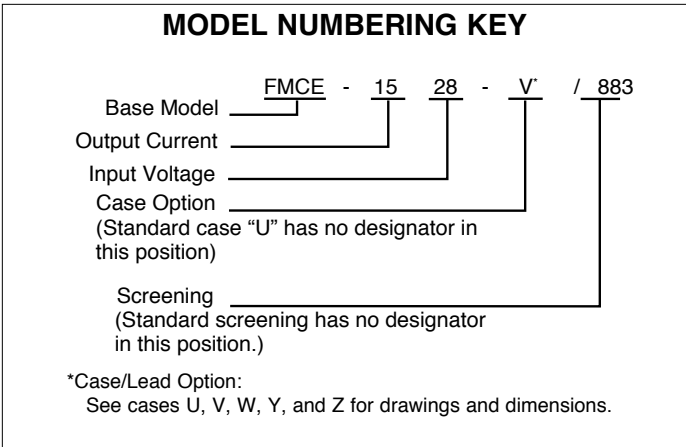 MODEL NUMBERING KEY
FMCE - 15 28 - V* / 883
Base Model
Output Current
Input Voltage
Case Option
(Standard case “U” has no designator in
this position)
Screening
(Standard screening has no designator
in this position.)
*Case/Lead Option:
See cases U, V, W, Y, and Z for drawings and dimensions.